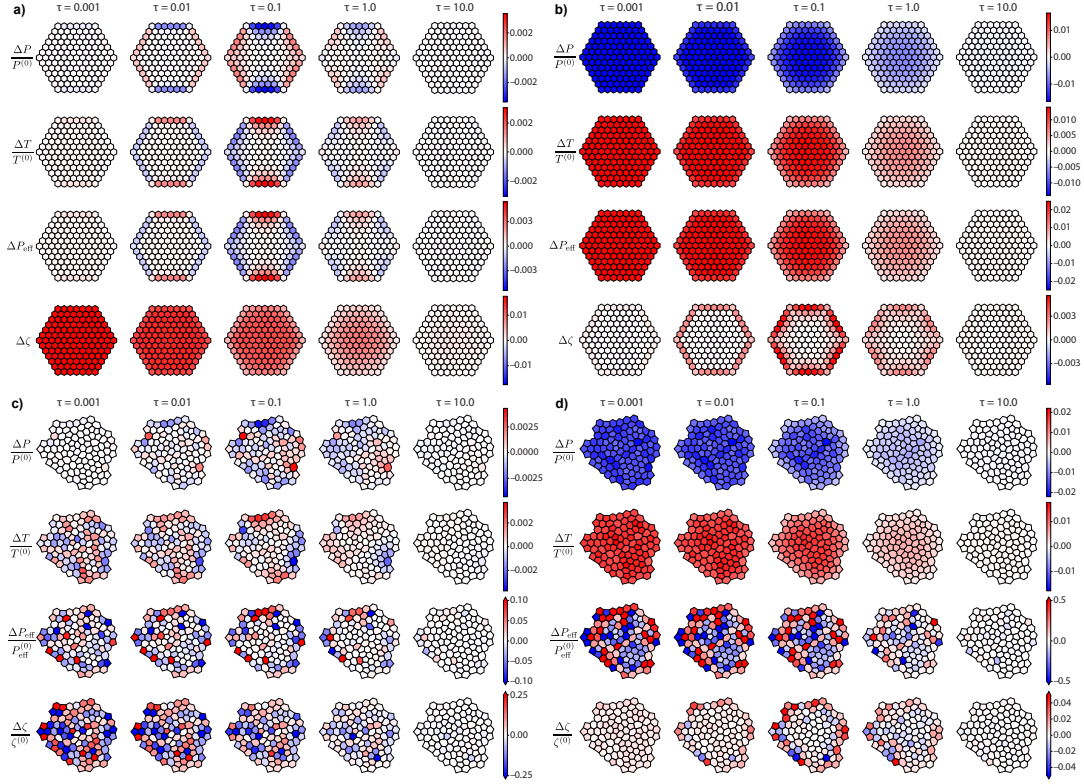 a) τ = 0.001 τ = 0.01 τ = 0.1 τ = 1.0 τ = 10.0
ΔP/P⁽⁰⁾ 0.002 0.000 −0.002
ΔT/T⁽⁰⁾ 0.002 0.000 −0.002
ΔP_eff 0.003 0.000 −0.003
Δζ 0.01 0.00 −0.01
b) τ = 0.001 τ = 0.01 τ = 0.1 τ = 1.0 τ = 10.0
ΔP/P⁽⁰⁾ 0.01 0.00 −0.01
ΔT/T⁽⁰⁾ 0.010 0.005 0.000 −0.005 −0.010
ΔP_eff 0.02 0.01 0.00 −0.01 −0.02
Δζ 0.003 0.000 −0.003
c) τ = 0.001 τ = 0.01 τ = 0.1 τ = 1.0 τ = 10.0
ΔP/P⁽⁰⁾ 0.0025 0.0000 −0.0025
ΔT/T⁽⁰⁾ 0.002 0.000 −0.002
ΔP_eff/P_eff⁽⁰⁾ 0.10 0.05 0.00 −0.05 −0.10
Δζ/ζ⁽⁰⁾ 0.25 0.00 −0.25
d) τ = 0.001 τ = 0.01 τ = 0.1 τ = 1.0 τ = 10.0
ΔP/P⁽⁰⁾ 0.02 0.01 0.00 −0.01 −0.02
ΔT/T⁽⁰⁾ 0.01 0.00 −0.01
ΔP_eff/P_eff⁽⁰⁾ 0.5 0.0 −0.5
Δζ/ζ⁽⁰⁾ 0.04 0.02 0.00 −0.02 −0.04